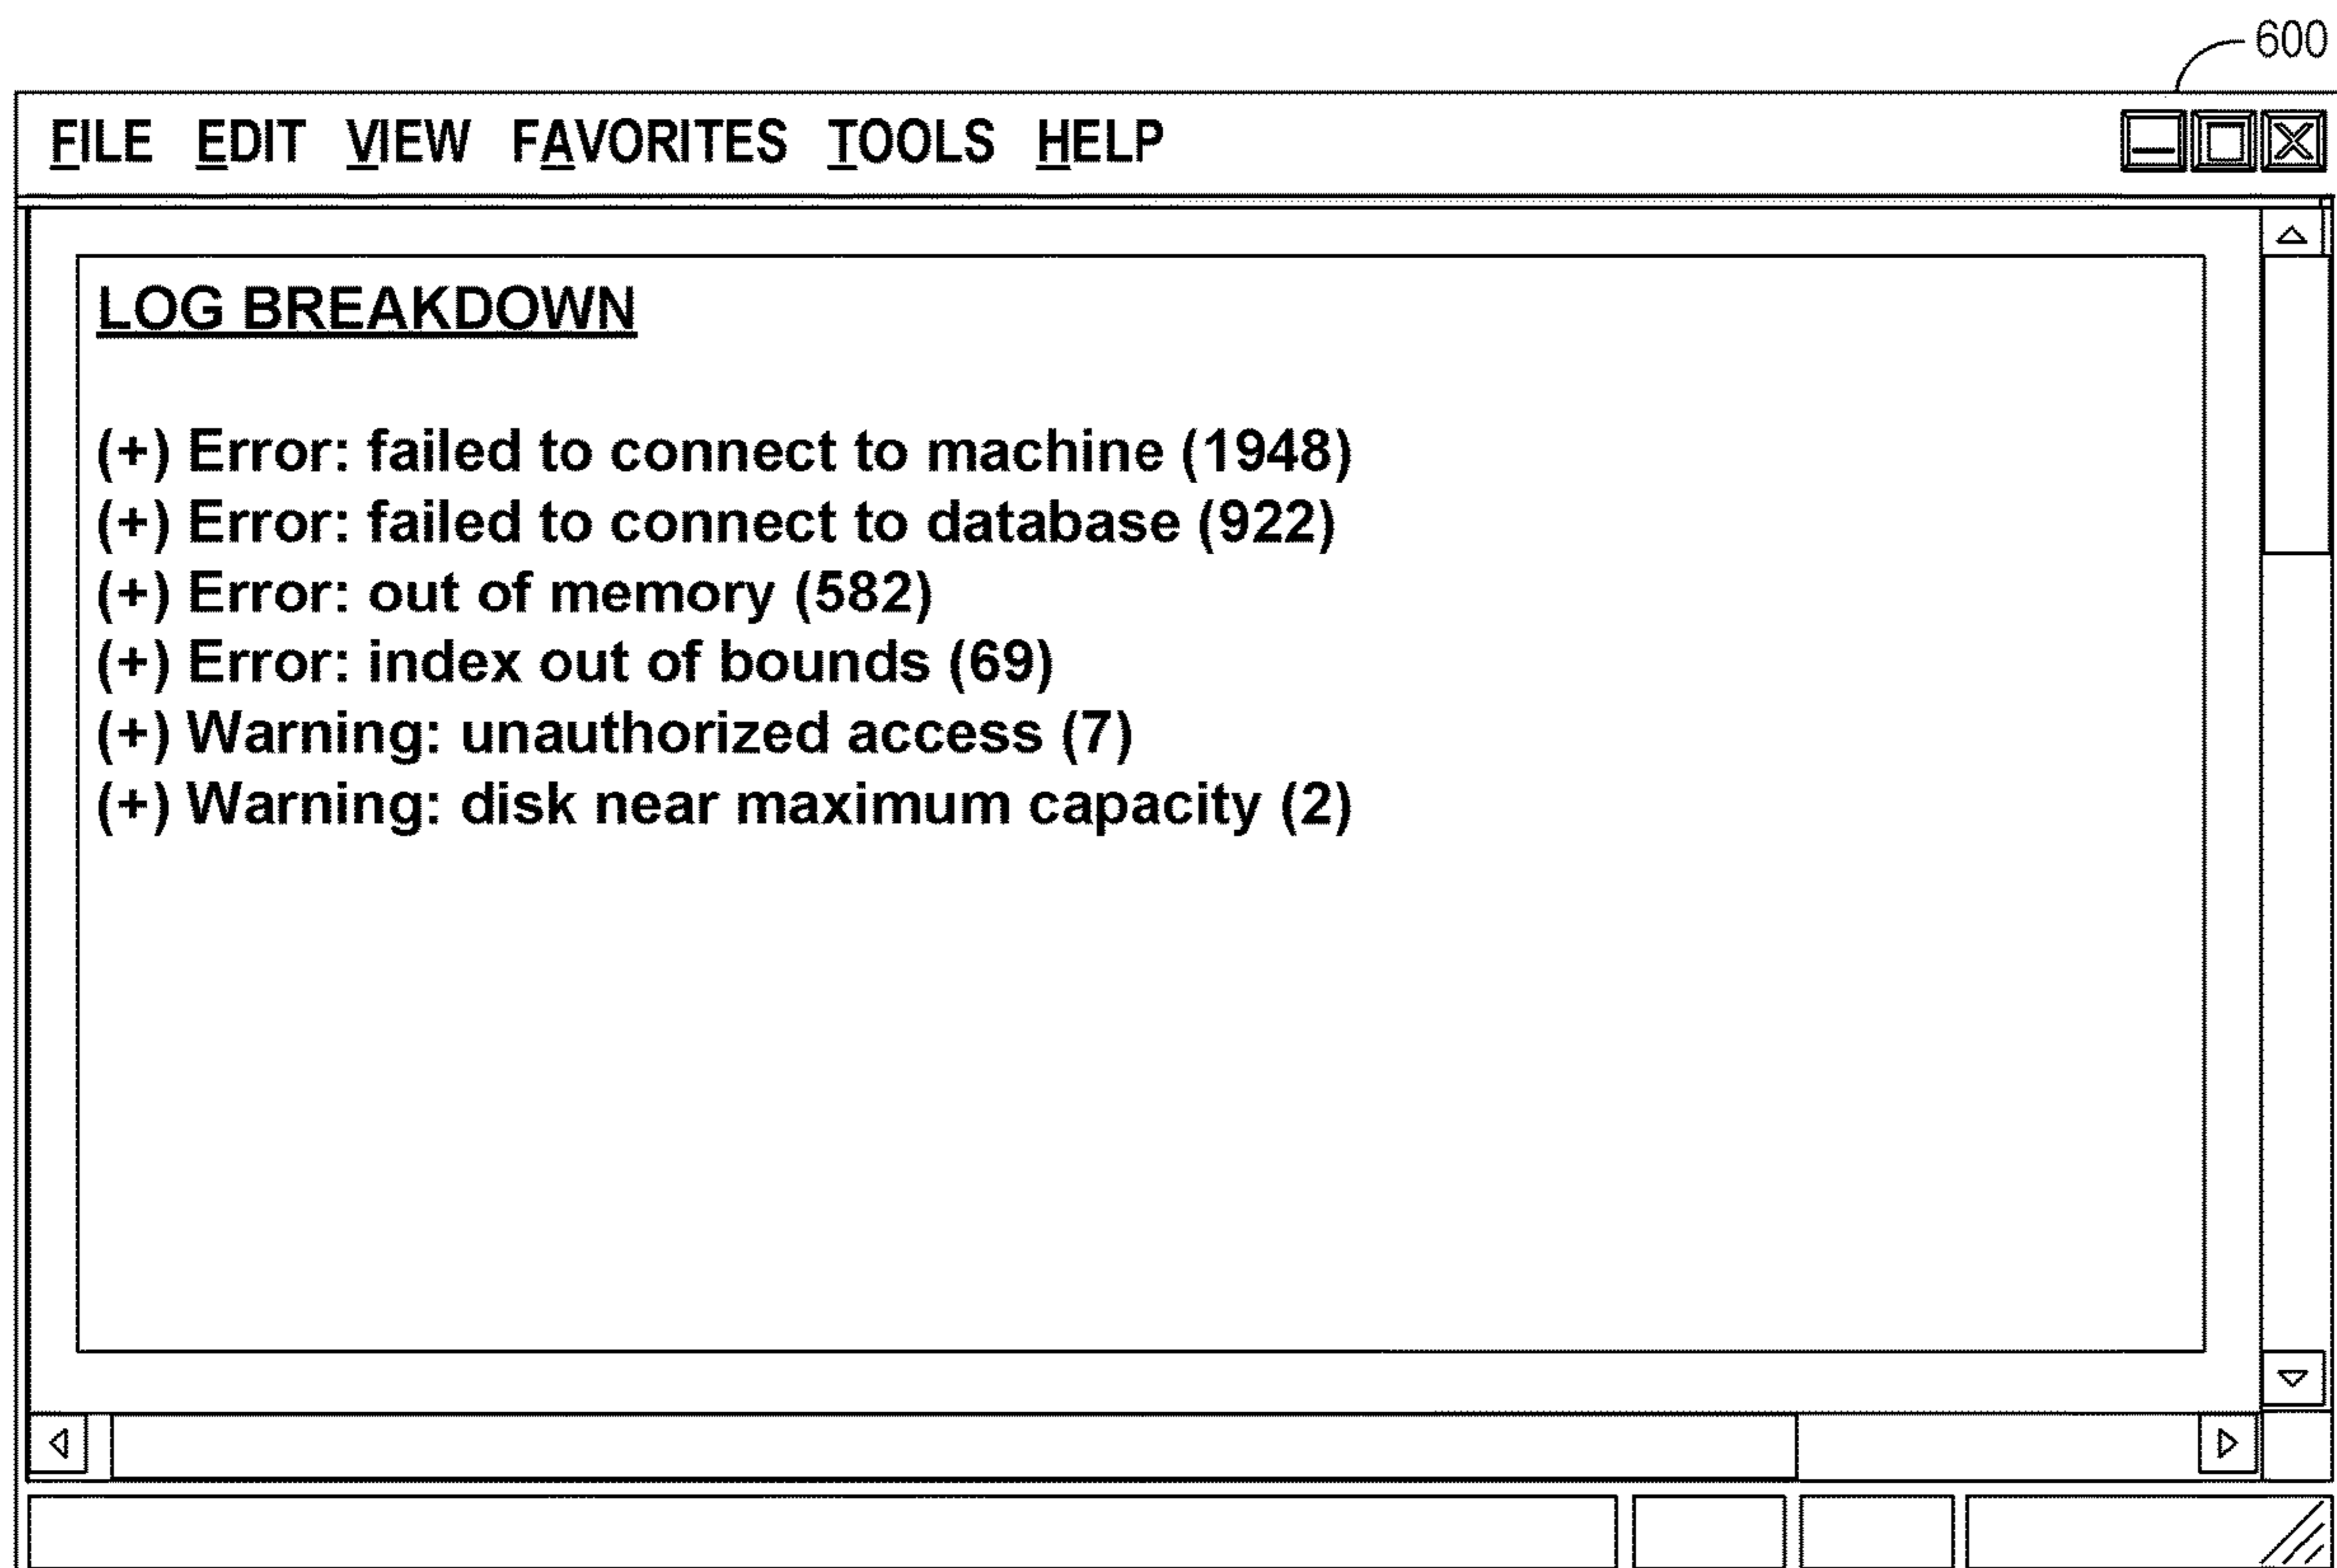 600
FILE EDIT VIEW FAVORITES TOOLS HELP
LOG BREAKDOWN
(+) Error: failed to connect to machine (1948)
(+) Error: failed to connect to database (922)
(+) Error: out of memory (582)
(+) Error: index out of bounds (69)
(+) Warning: unauthorized access (7)
(+) Warning: disk near maximum capacity (2)